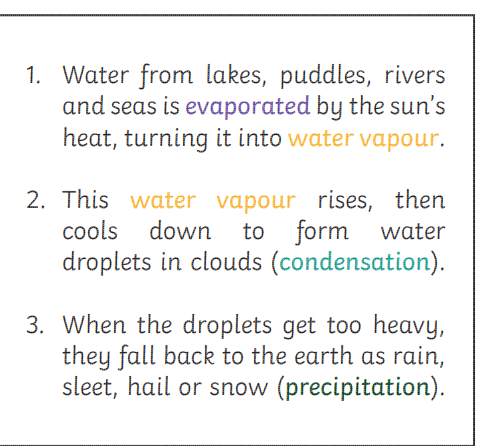 1. Water from lakes, puddles, rivers
and seas is evaporated by the sun's
heat, turning it into water vapour.
2. This water vapour rises, then
cools down to form water
droplets in clouds (condensation).
3. When the droplets get too heavy,
they fall back to the earth as rain,
sleet, hail or snow (precipitation).